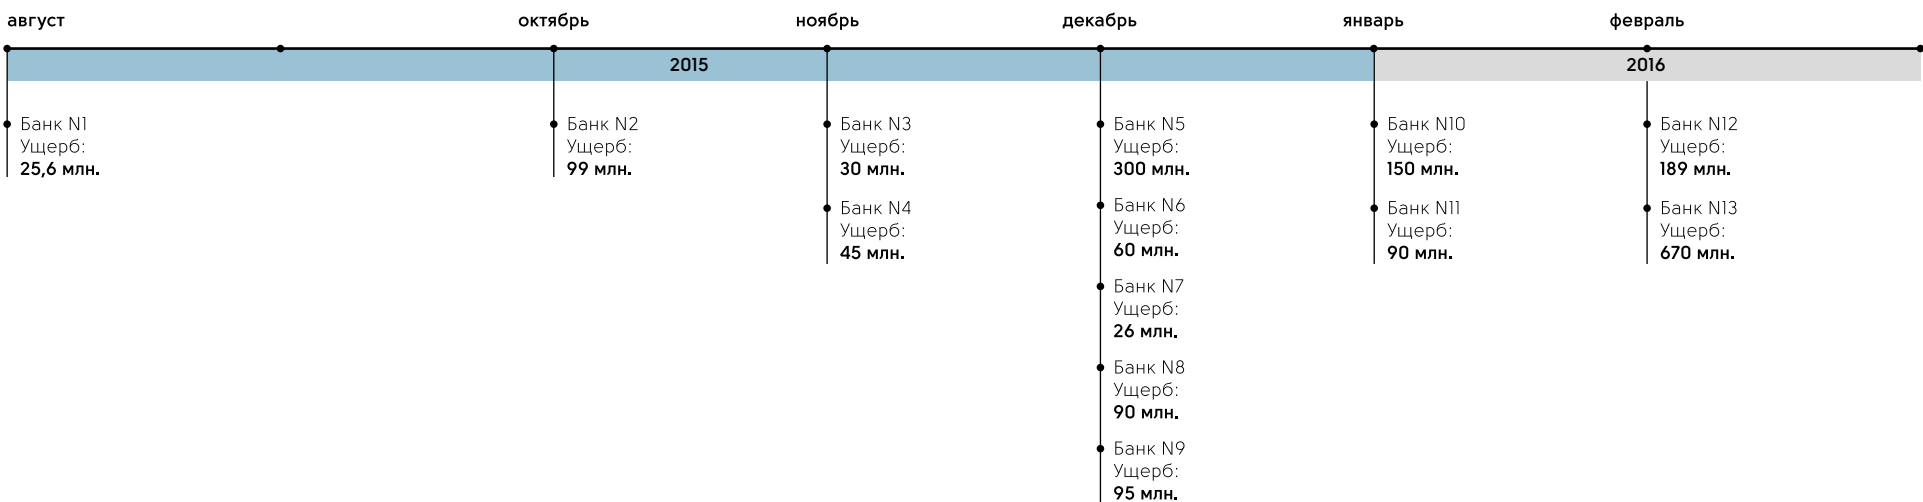 август
октябрь
ноябрь
декабрь
январь
февраль
2015
2016
Банк N1
Ущерб:
25,6 млн.
Банк N2
Ущерб:
99 млн.
Банк N3
Ущерб:
30 млн.
Банк N4
Ущерб:
45 млн.
Банк N5
Ущерб:
300 млн.
Банк N6
Ущерб:
60 млн.
Банк N7
Ущерб:
26 млн.
Банк N8
Ущерб:
90 млн.
Банк N9
Ущерб:
95 млн.
Банк N10
Ущерб:
150 млн.
Банк N11
Ущерб:
90 млн.
Банк N12
Ущерб:
189 млн.
Банк N13
Ущерб:
670 млн.